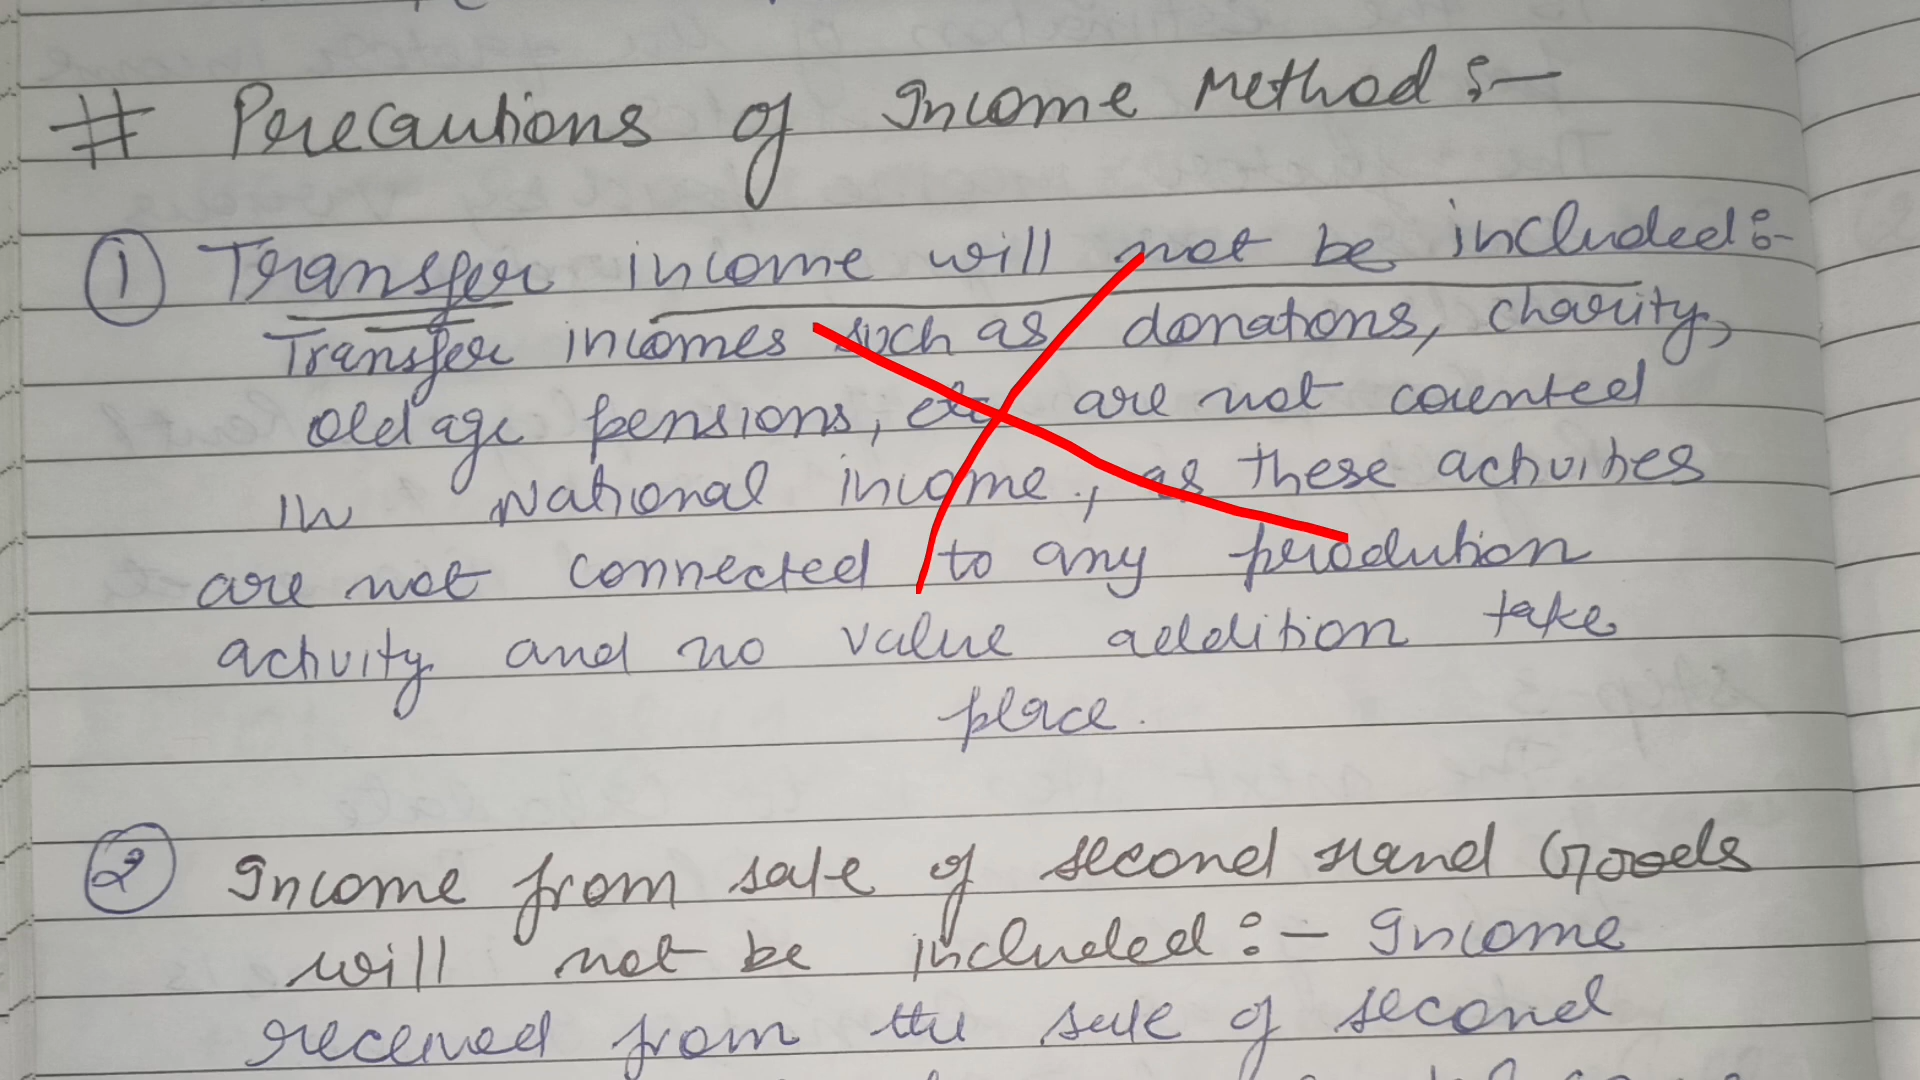 # Precautions of Income Method :-
① Transfer income will not be included :-
Transfer incomes such as donations, charity,
old age pensions, etc are not counted
in National income, as these activities
are not connected to any prodution
activity and no value addition take
place.
② Income from sale of second Hand Goods
will not be included :- Income
received from the sale of second